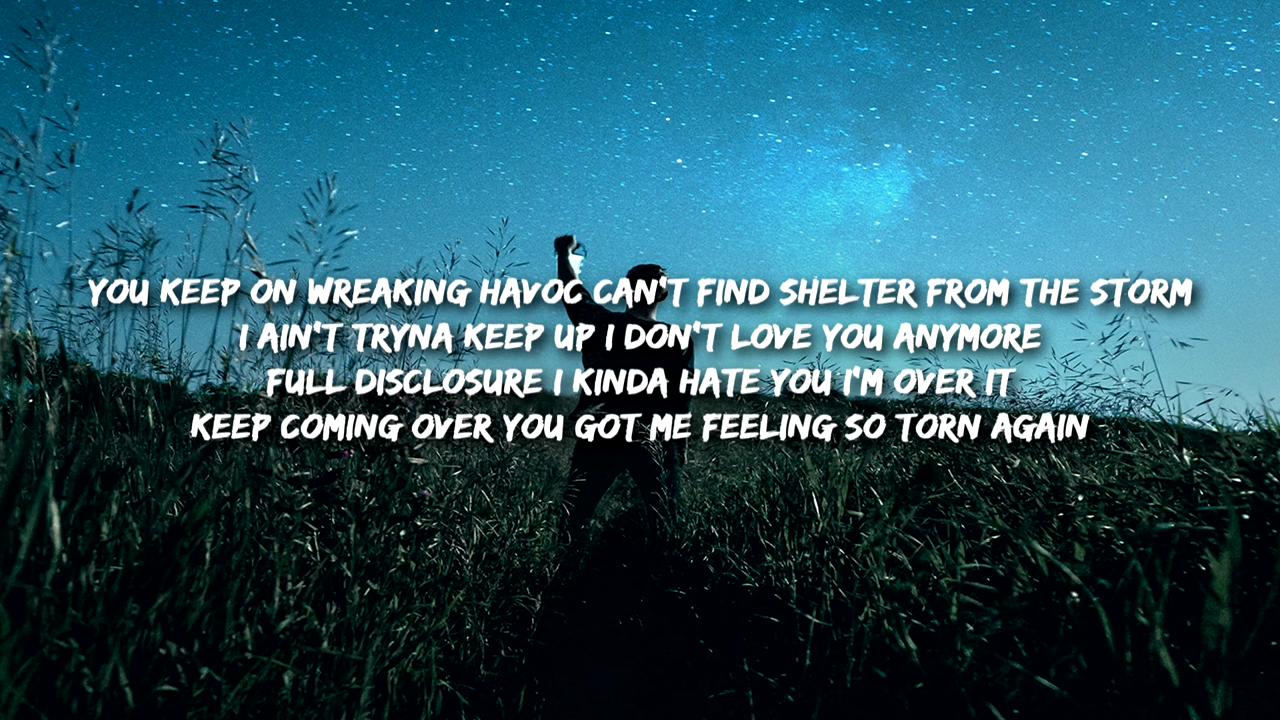 YOU KEEP ON WREAKING HAVOC CAN'T FIND SHELTER FROM THE STORM
I AIN'T TRYNA KEEP UP I DON'T LOVE YOU ANYMORE
FULL DISCLOSURE I KINDA HATE YOU I'M OVER IT
KEEP COMING OVER YOU GOT ME FEELING SO TORN AGAIN